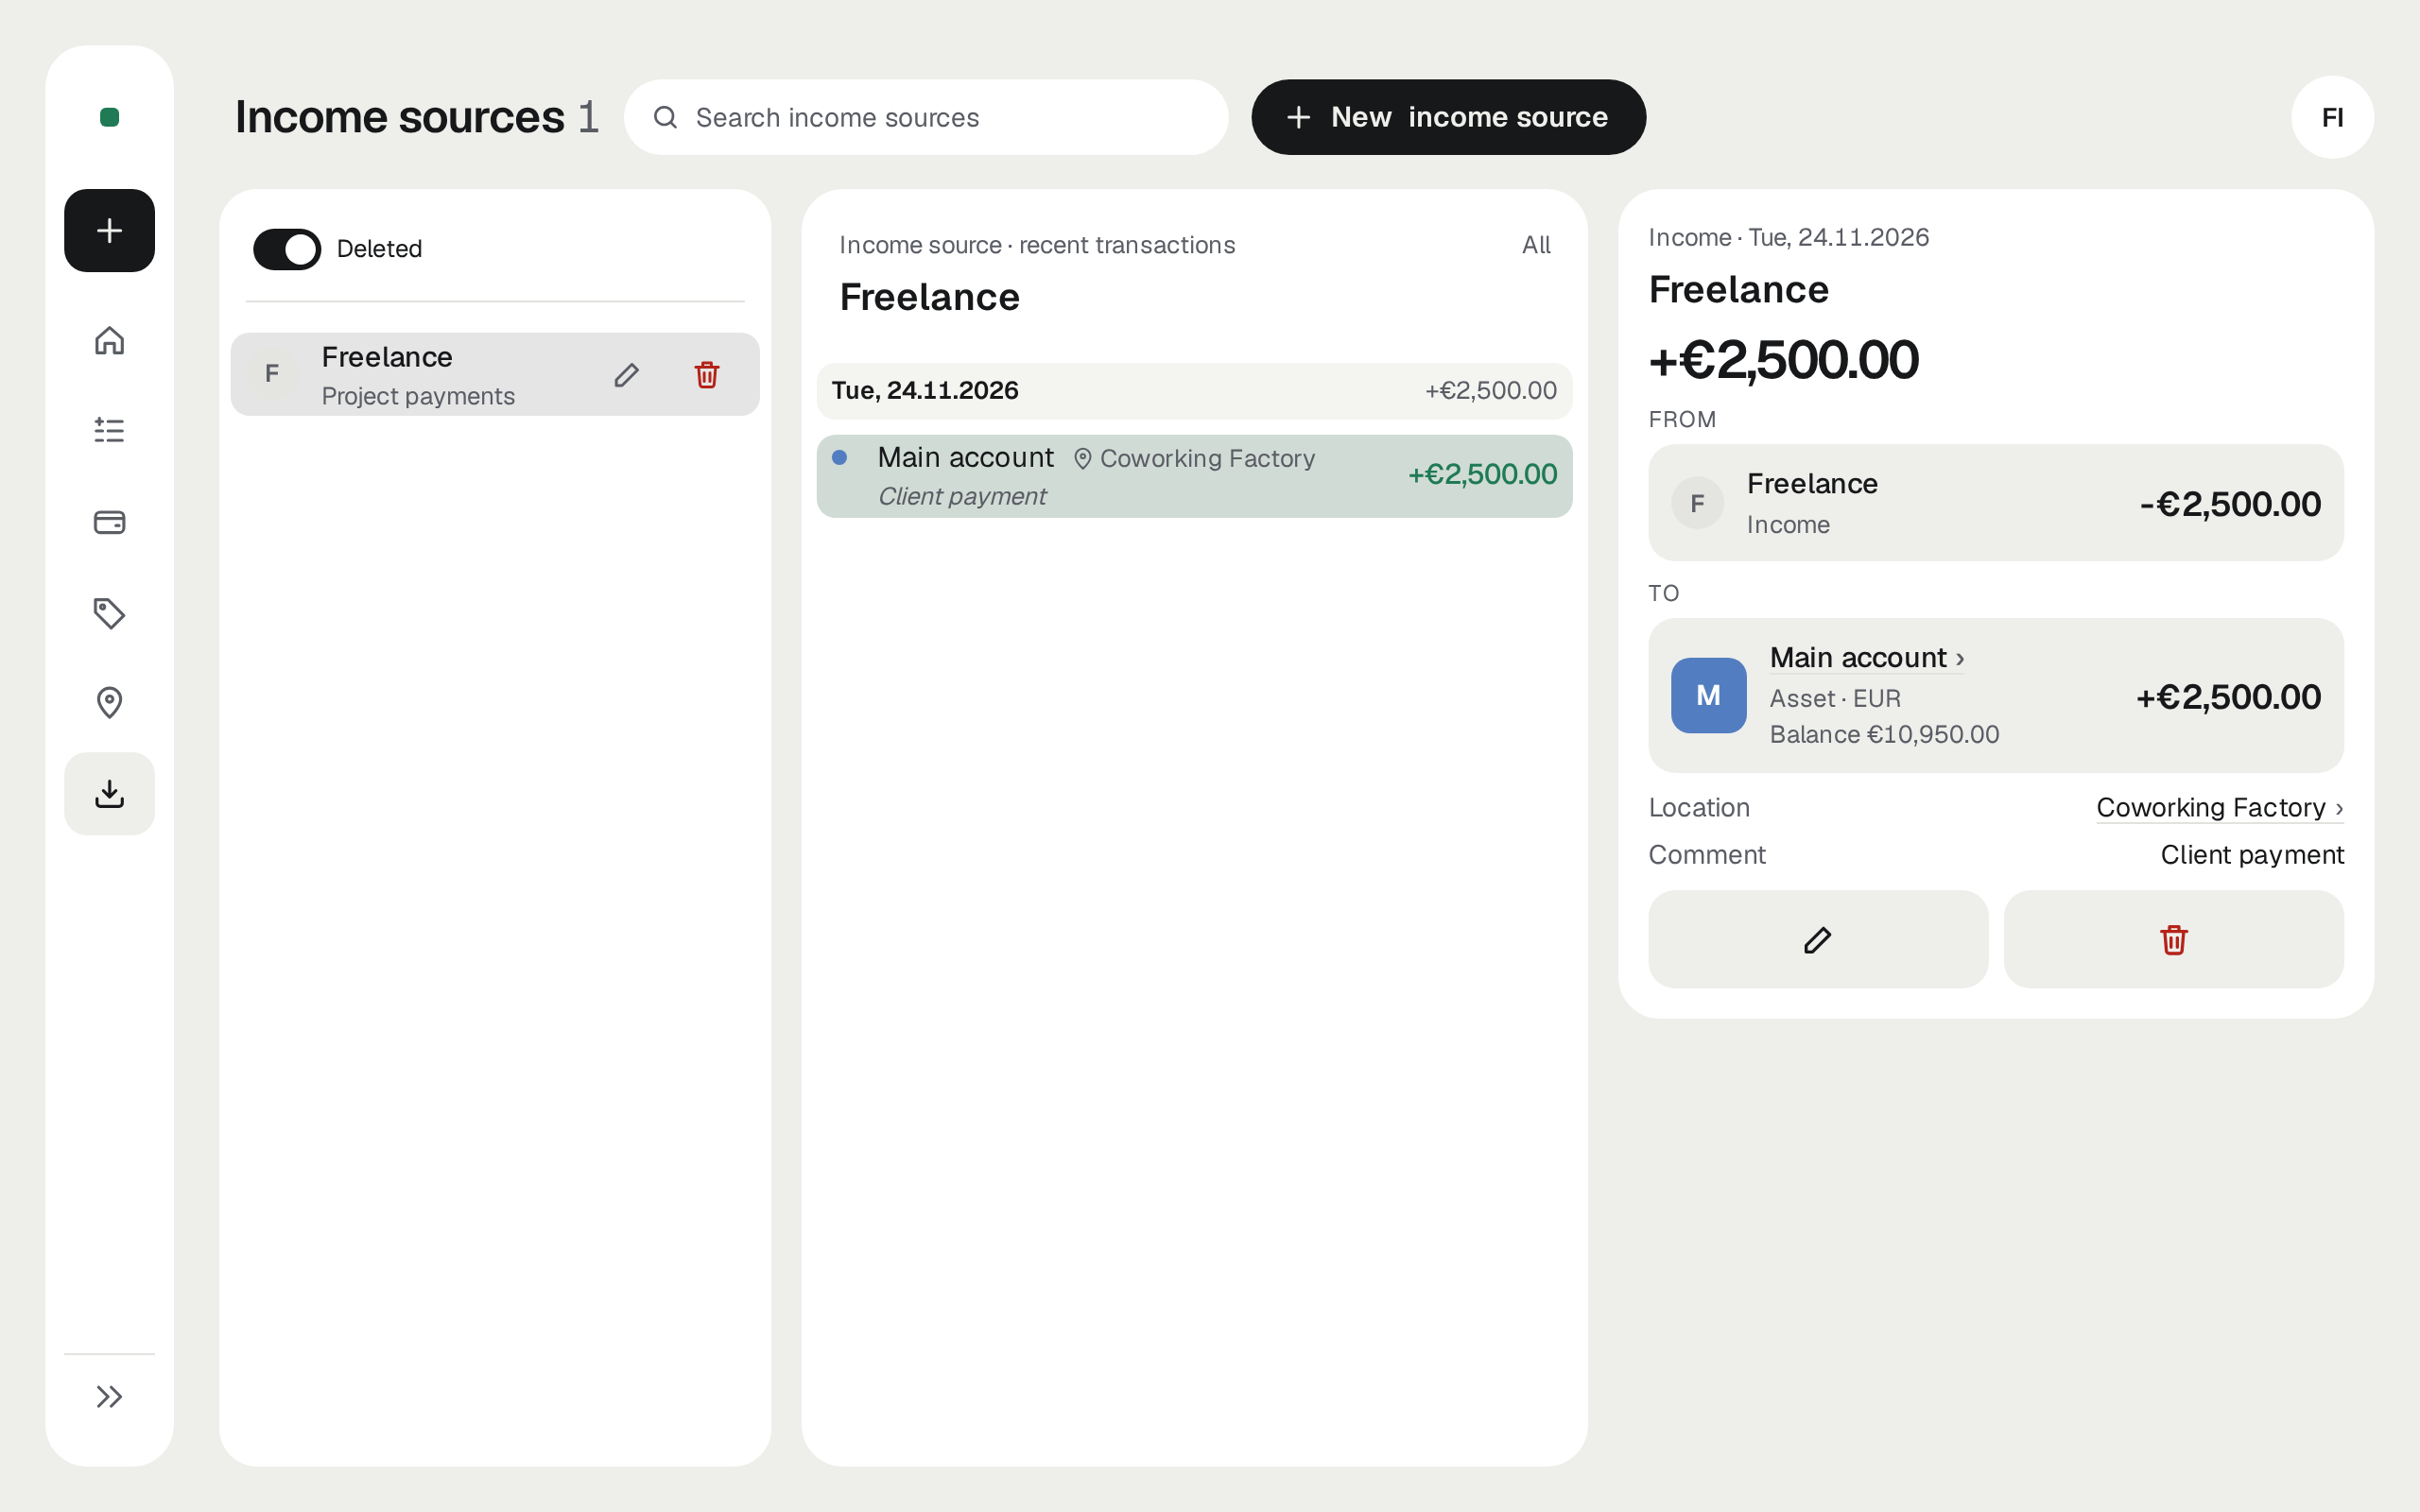 Income sources 1
Search income sources
New income source
FI
Deleted
F
Freelance
Project payments
Income source · recent transactions
All
Freelance
Tue, 24.11.2026
+€2,500.00
Main account
Coworking Factory
Client payment
+€2,500.00
Income · Tue, 24.11.2026
Freelance
+€2,500.00
FROM
F
Freelance
Income
-€2,500.00
TO
M
Main account ›
Asset · EUR
Balance €10,950.00
+€2,500.00
Location
Coworking Factory ›
Comment
Client payment